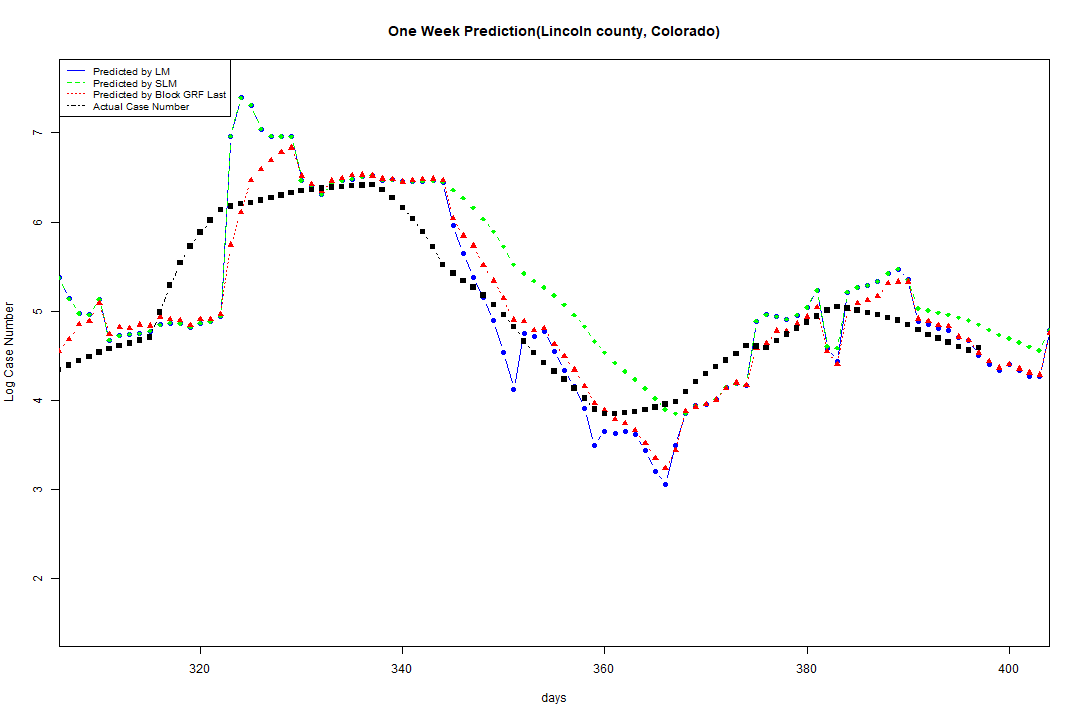 One Week Prediction(Lincoln county, Colorado)
Predicted by LM
Predicted by SLM
Predicted by Block GRF Last
Actual Case Number
7
6
5
4
3
2
Log Case Number
320 340 360 380 400
days